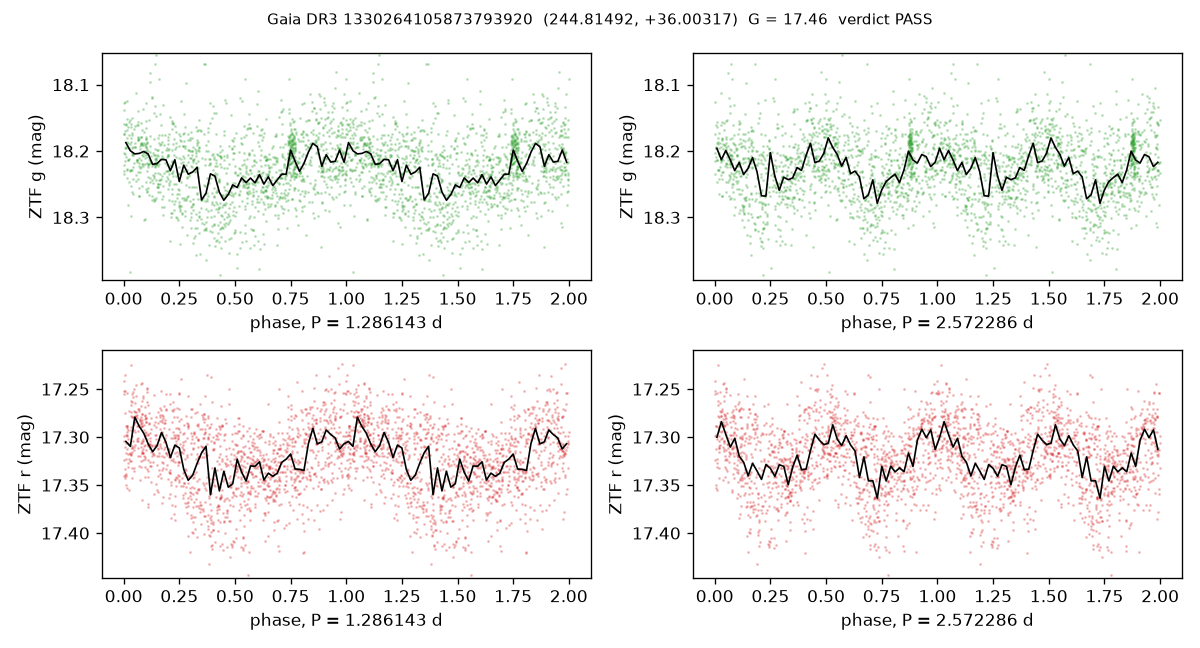 Gaia DR3 1330264105873793920 (244.81492, +36.00317) G = 17.46 verdict PASS
ZTF g (mag)
18.1
18.2
18.3
0.00 0.25 0.50 0.75 1.00 1.25 1.50 1.75 2.00
phase, P = 1.286143 d
ZTF g (mag)
18.1
18.2
18.3
0.00 0.25 0.50 0.75 1.00 1.25 1.50 1.75 2.00
phase, P = 2.572286 d
ZTF r (mag)
17.25
17.30
17.35
17.40
0.00 0.25 0.50 0.75 1.00 1.25 1.50 1.75 2.00
phase, P = 1.286143 d
ZTF r (mag)
17.25
17.30
17.35
17.40
0.00 0.25 0.50 0.75 1.00 1.25 1.50 1.75 2.00
phase, P = 2.572286 d